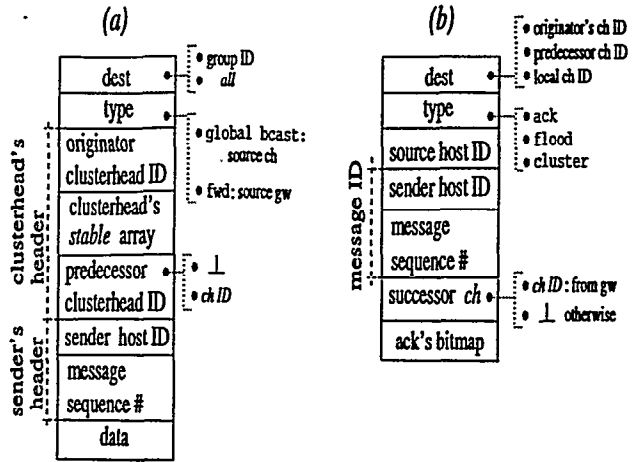 (a)
dest
group ID
all
type
global bcast:
source ch
fwd: source gw
clusterhead's
header
originator
clusterhead ID
clusterhead's
stable array
predecessor
clusterhead ID
⊥
ch ID
sender's
header
sender host ID
message
sequence #
data
(b)
dest
originator's ch ID
predecessor ch ID
local ch ID
type
ack
flood
cluster
source host ID
message ID
sender host ID
message
sequence #
successor ch
ch ID: from gw
⊥ otherwise
ack's bitmap